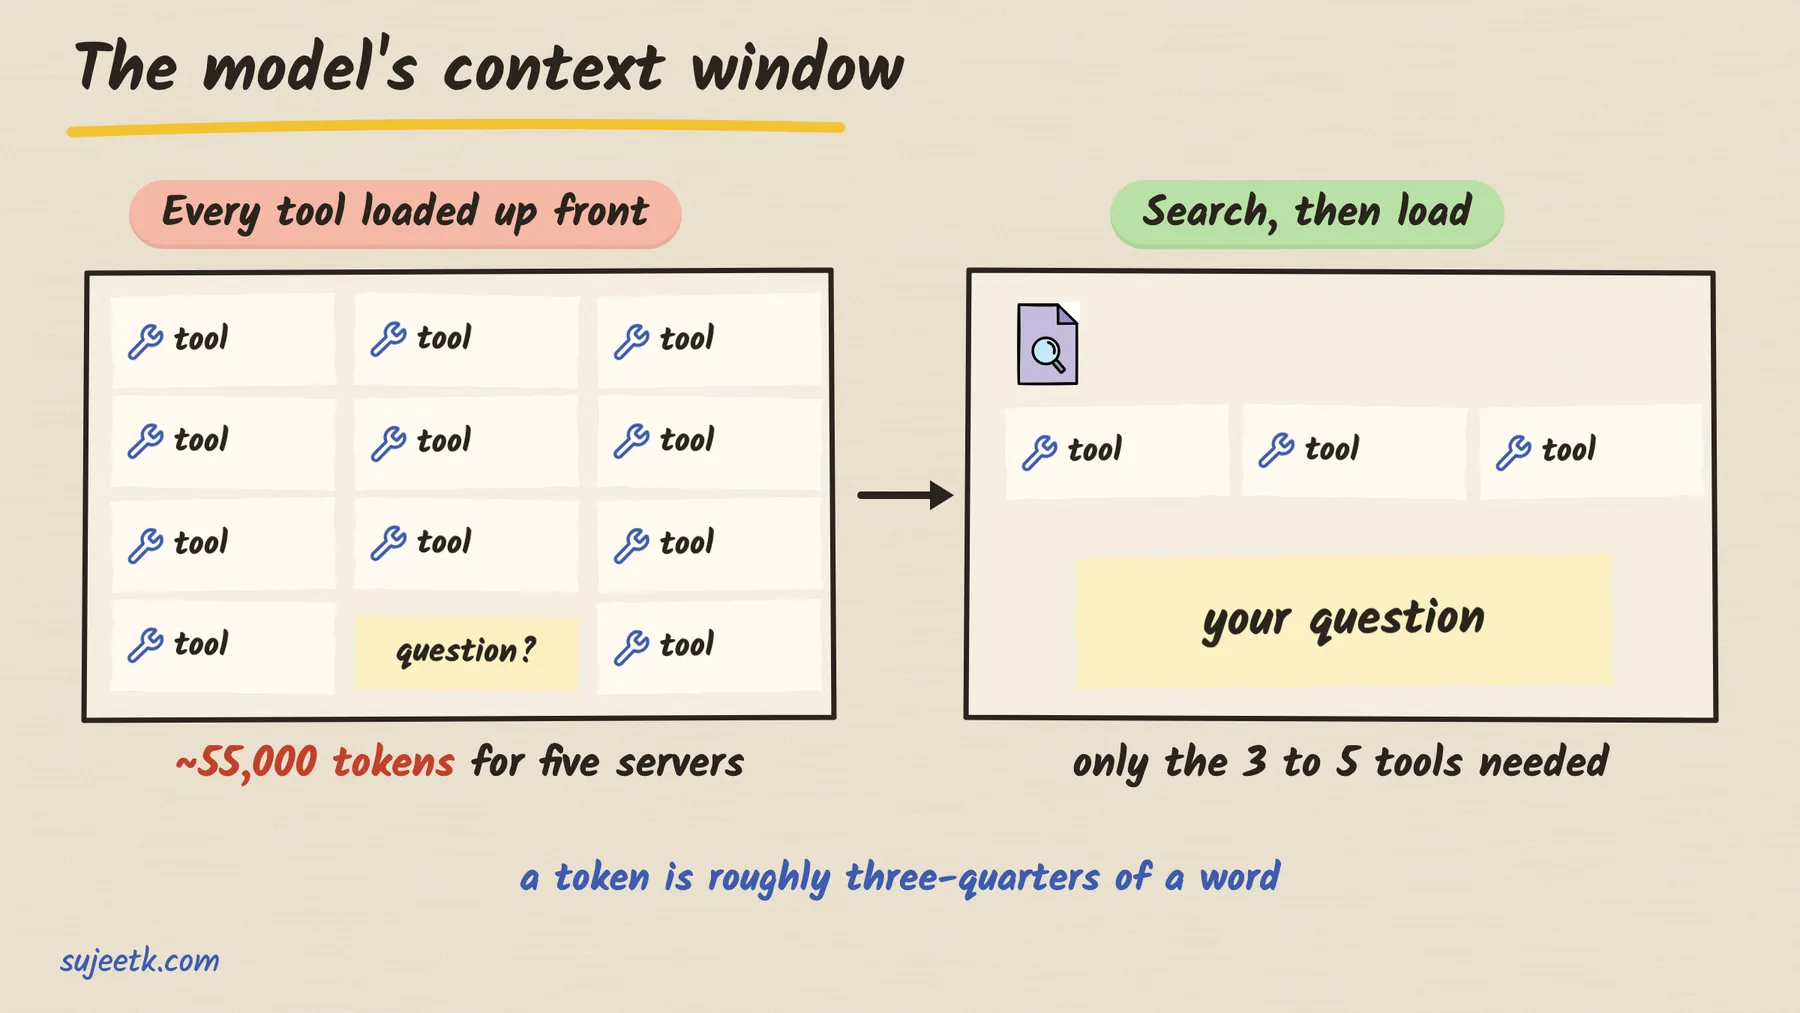 The model's context window
Every tool loaded up front
tool tool tool
tool tool tool
tool tool tool
tool question? tool
~55,000 tokens for five servers
Search, then load
tool tool tool
your question
only the 3 to 5 tools needed
a token is roughly three-quarters of a word
sujeetk.com